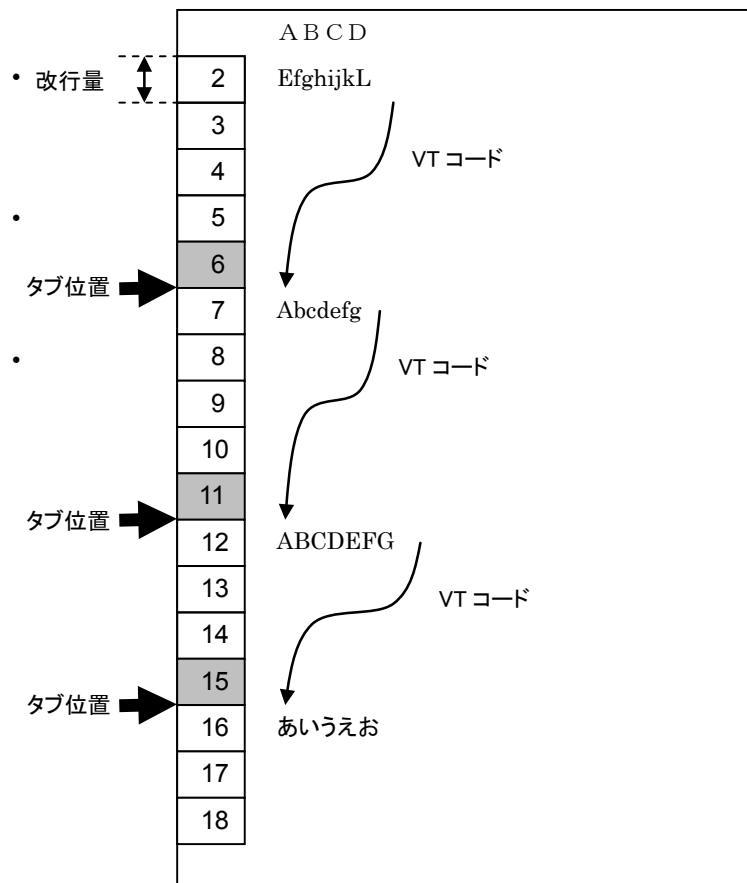 ＡＢＣＤ
• 改行量 2 EfghijkL
3
VT コード
4
• 5
6
タブ位置
7 Abcdefg
• 8
VT コード
9
10
11
タブ位置
12 ABCDEFG
13
VT コード
14
15
タブ位置
16 あいうえお
17
18